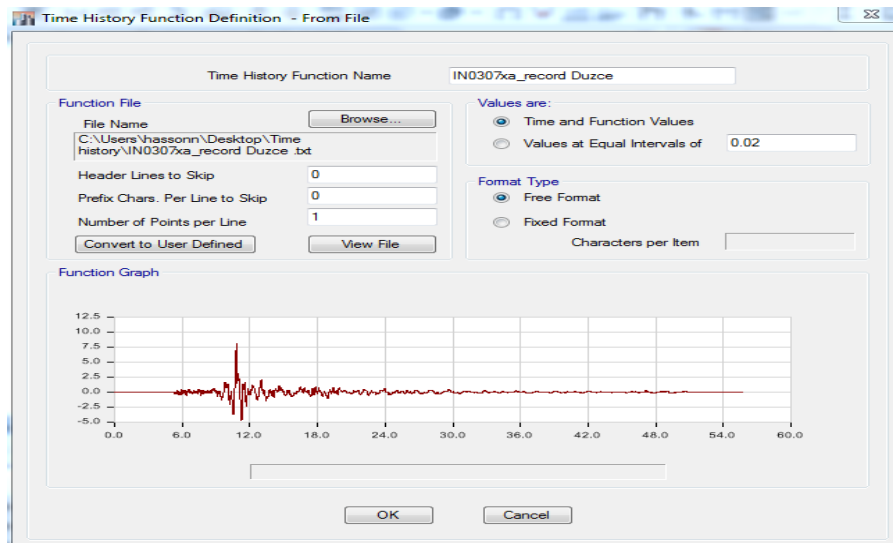 Time History Function Definition - From File
Time History Function Name
IN0307xa_record Duzce
Function File
File Name
Browse...
C:\Users\hassonn\Desktop\Time
history\IN0307xa_record Duzce .txt
Header Lines to Skip
0
Prefix Chars. Per Line to Skip
0
Number of Points per Line
1
Convert to User Defined
View File
Values are:
Time and Function Values
Values at Equal Intervals of
0.02
Format Type
Free Format
Fixed Format
Characters per Item
Function Graph
12.5
10.0
7.5
5.0
2.5
0.0
-2.5
-5.0
0.0 6.0 12.0 18.0 24.0 30.0 36.0 42.0 48.0 54.0 60.0
OK
Cancel